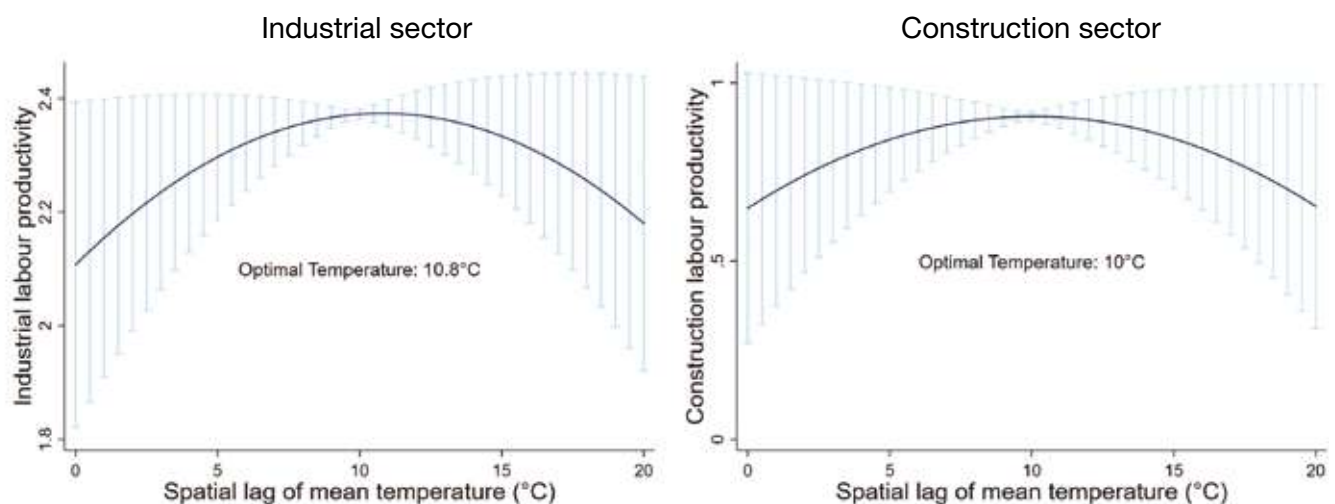 Industrial sector
Industrial labour productivity
2.4
2.2
2
1.8
Optimal Temperature: 10.8°C
0 5 10 15 20
Spatial lag of mean temperature (°C)
Construction sector
Construction labour productivity
1
.5
0
Optimal Temperature: 10°C
0 5 10 15 20
Spatial lag of mean temperature (°C)